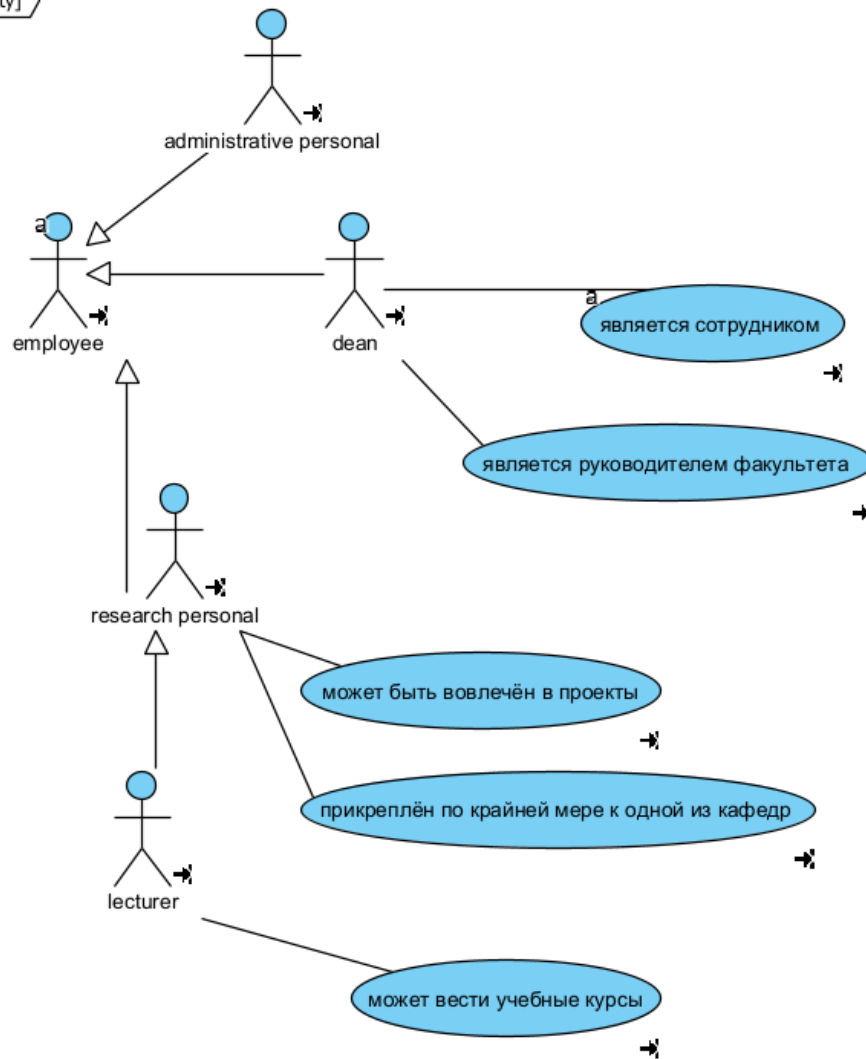 ty]
administrative personal
a
employee
dean
a
является сотрудником
является руководителем факультета
research personal
может быть вовлечён в проекты
прикреплён по крайней мере к одной из кафедр
lecturer
может вести учебные курсы